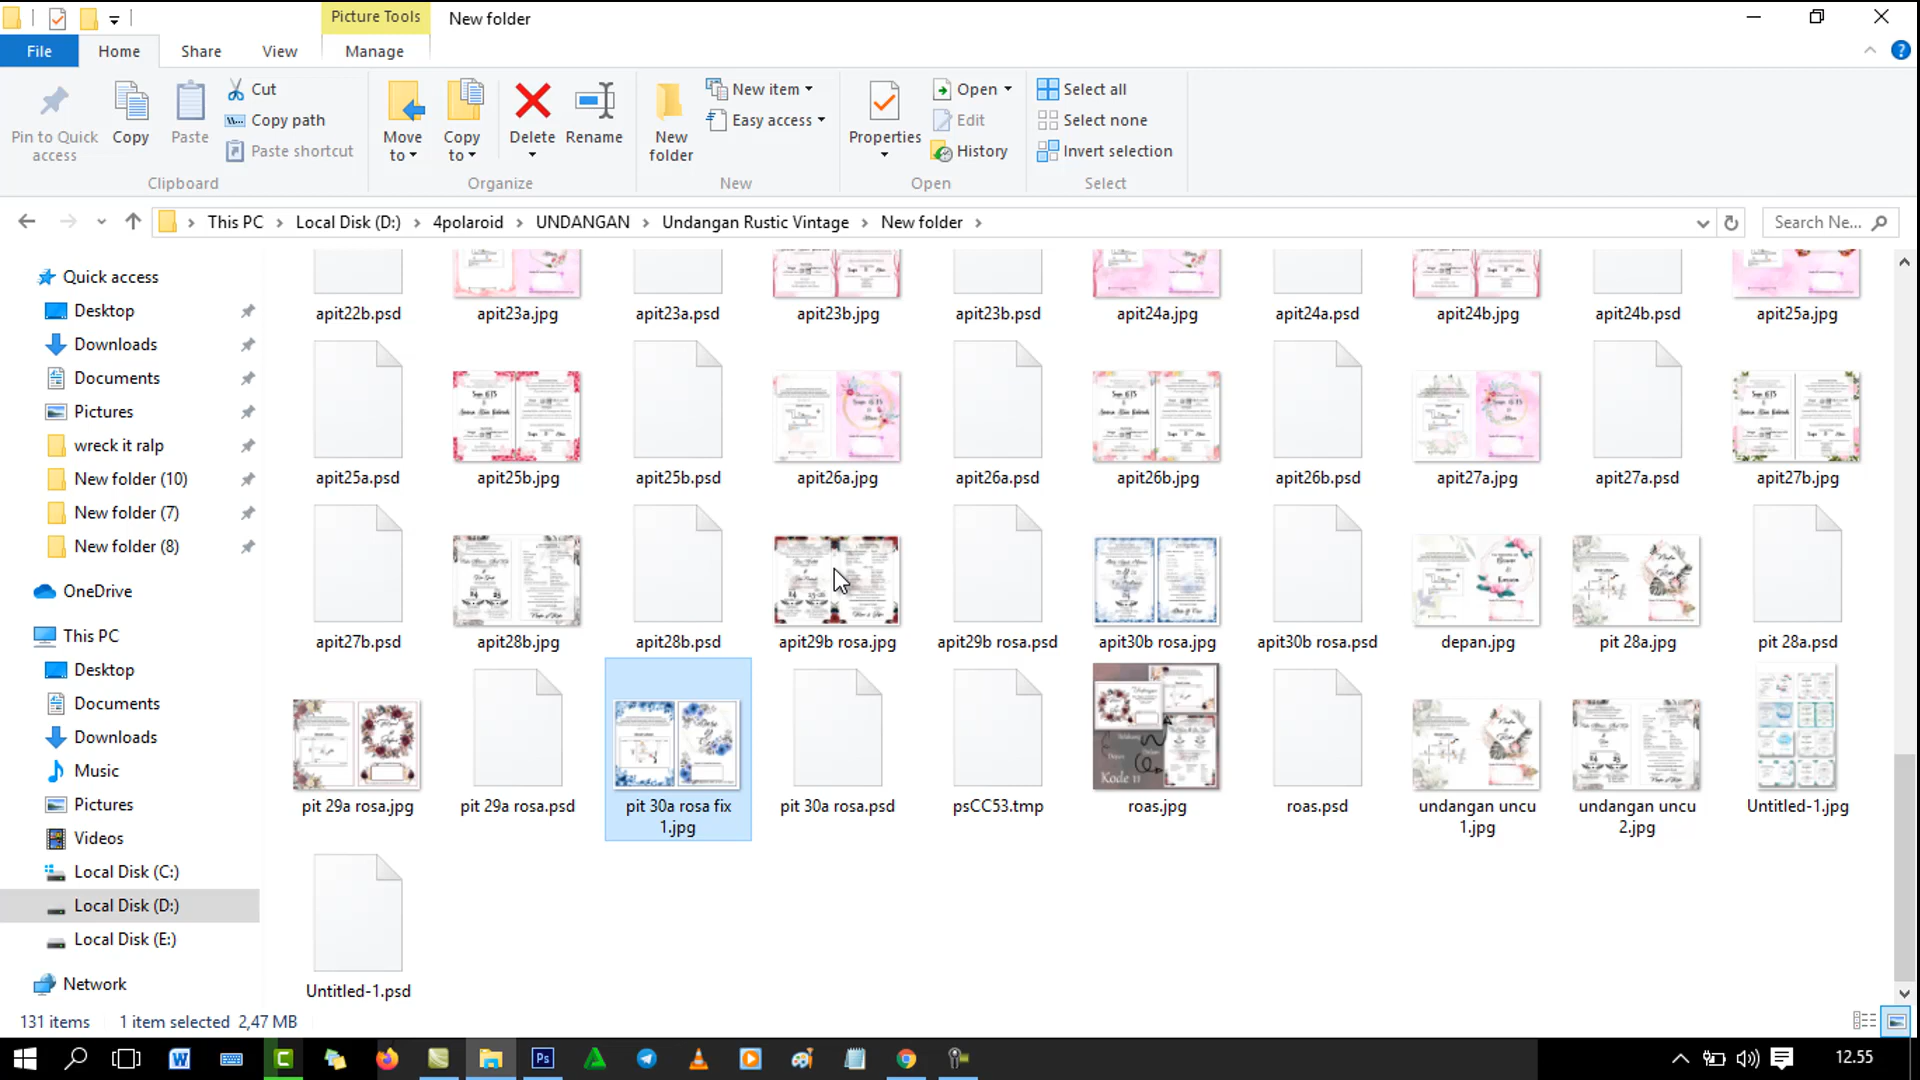 Picture Tools
New folder
File
Home
Share
View
Manage
Pin to Quick access
Copy
Paste
Cut
Copy path
Paste shortcut
Clipboard
Move to
Copy to
Delete
Rename
Organize
New folder
New item
Easy access
New
Properties
Open
Edit
History
Open
Select all
Select none
Invert selection
Select
This PC > Local Disk (D:) > 4polaroid > UNDANGAN > Undangan Rustic Vintage > New folder >
Search Ne...
Quick access
Desktop
Downloads
Documents
Pictures
wreck it ralp
New folder (10)
New folder (7)
New folder (8)
OneDrive
This PC
Desktop
Documents
Downloads
Music
Pictures
Videos
Local Disk (C:)
Local Disk (D:)
Local Disk (E:)
Network
apit22b.psd
apit23a.jpg
apit23a.psd
apit23b.jpg
apit23b.psd
apit24a.jpg
apit24a.psd
apit24b.jpg
apit24b.psd
apit25a.jpg
apit25a.psd
apit25b.jpg
apit25b.psd
apit26a.jpg
apit26a.psd
apit26b.jpg
apit26b.psd
apit27a.jpg
apit27a.psd
apit27b.jpg
apit27b.psd
apit28b.jpg
apit28b.psd
apit29b rosa.jpg
apit29b rosa.psd
apit30b rosa.jpg
apit30b rosa.psd
depan.jpg
pit 28a.jpg
pit 28a.psd
pit 29a rosa.jpg
pit 29a rosa.psd
pit 30a rosa fix
1.jpg
pit 30a rosa.psd
psCC53.tmp
Kode 11
roas.jpg
roas.psd
undangan uncu
1.jpg
undangan uncu
2.jpg
Untitled-1.jpg
Untitled-1.psd
131 items
1 item selected 2,47 MB
12.55